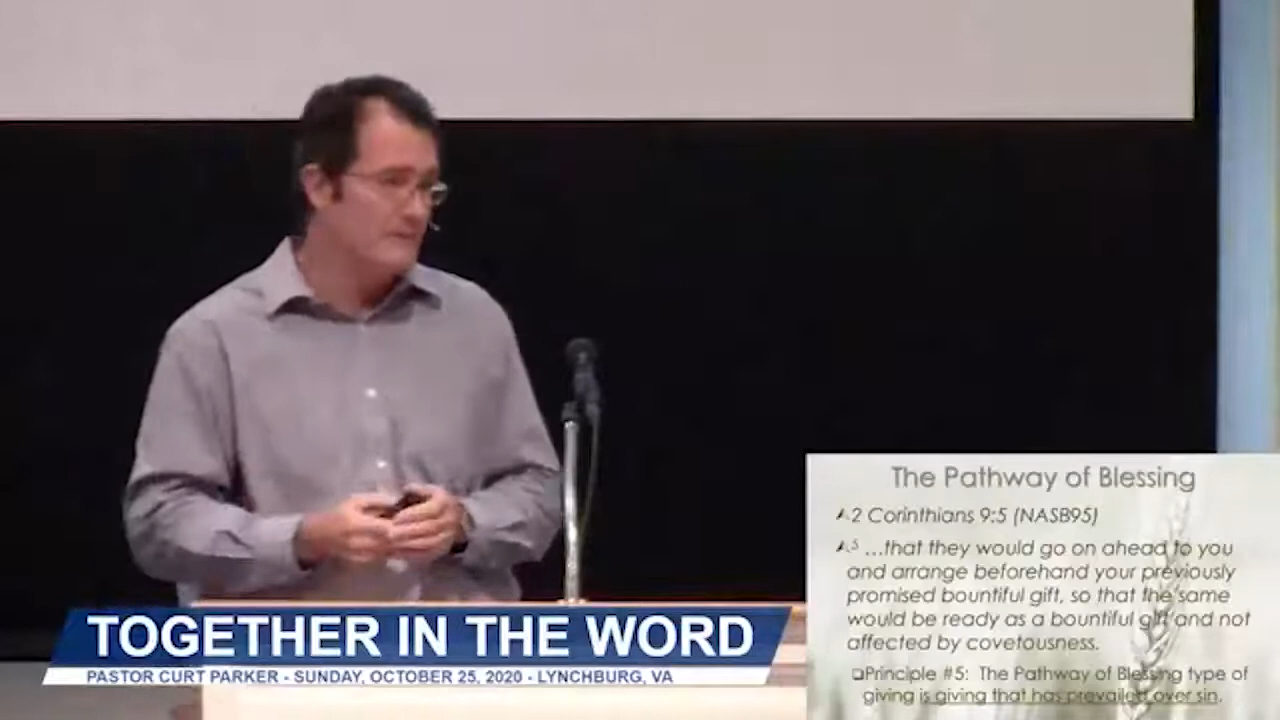 TOGETHER IN THE WORD
PASTOR CURT PARKER - SUNDAY, OCTOBER 25, 2020 - LYNCHBURG, VA
The Pathway of Blessing
2 Corinthians 9:5 (NASB95)
5 ...that they would go on ahead to you
and arrange beforehand your previously
promised bountiful gift, so that the same
would be ready as a bountiful gift and not
affected by covetousness.
Principle #5: The Pathway of Blessing type of
giving is giving that has prevailed over sin.